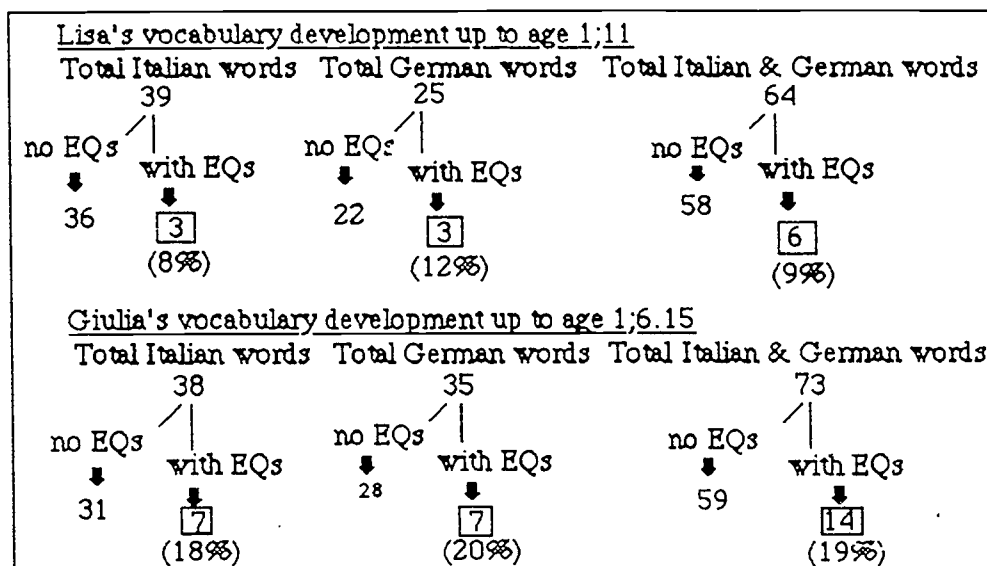 Lisa's vocabulary development up to age 1;11
Total Italian words Total German words Total Italian & German words
39 25 64
no EQs with EQs no EQs with EQs no EQs with EQs
36 3 22 3 58 6
(8%) (12%) (9%)
Giulia's vocabulary development up to age 1;6.15
Total Italian words Total German words Total Italian & German words
38 35 73
no EQs with EQs no EQs with EQs no EQs with EQs
31 7 28 7 59 14
(18%) (20%) (19%)